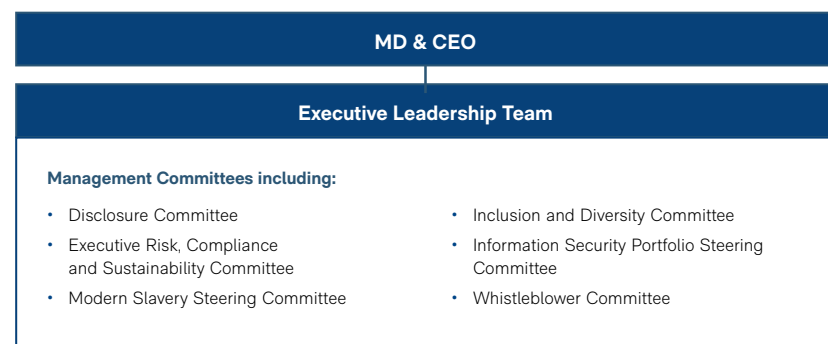 MD & CEO
Executive Leadership Team
Management Committees including:
• Disclosure Committee
• Executive Risk, Compliance
and Sustainability Committee
• Modern Slavery Steering Committee
• Inclusion and Diversity Committee
• Information Security Portfolio Steering
Committee
• Whistleblower Committee